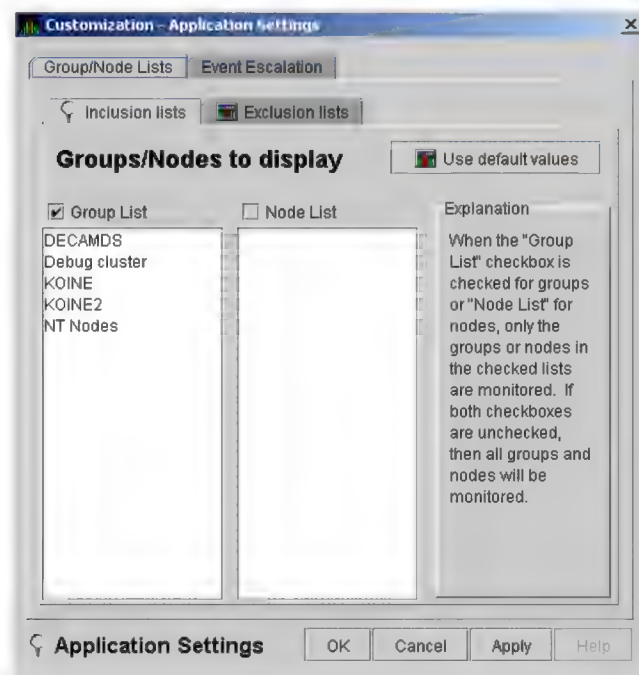 Customization - Application Settings
Group/Node Lists
Event Escalation
Inclusion lists
Exclusion lists
Groups/Nodes to display
Use default values
Group List
Node List
Explanation
DECAMDS
Debug cluster
KOINE
KOINE2
NT Nodes
When the "Group
List" checkbox is
checked for groups
or "Node List" for
nodes, only the
groups or nodes in
the checked lists
are monitored. If
both checkboxes
are unchecked,
then all groups and
nodes will be
monitored.
Application Settings
OK
Cancel
Apply
Help